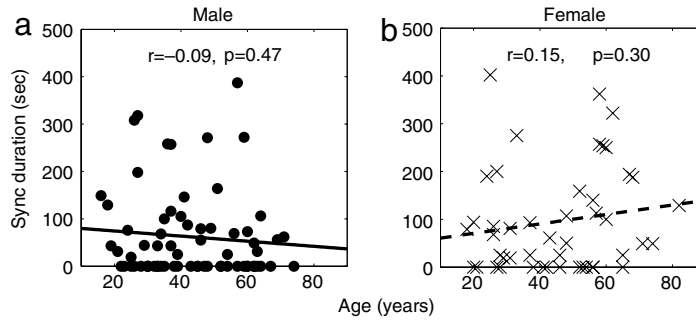 a
Male
r=−0.09, p=0.47
Sync duration (sec)
500
400
300
200
100
0
20
40
60
80
b
Female
r=0.15, p=0.30
500
400
300
200
100
0
20
40
60
80
Age (years)